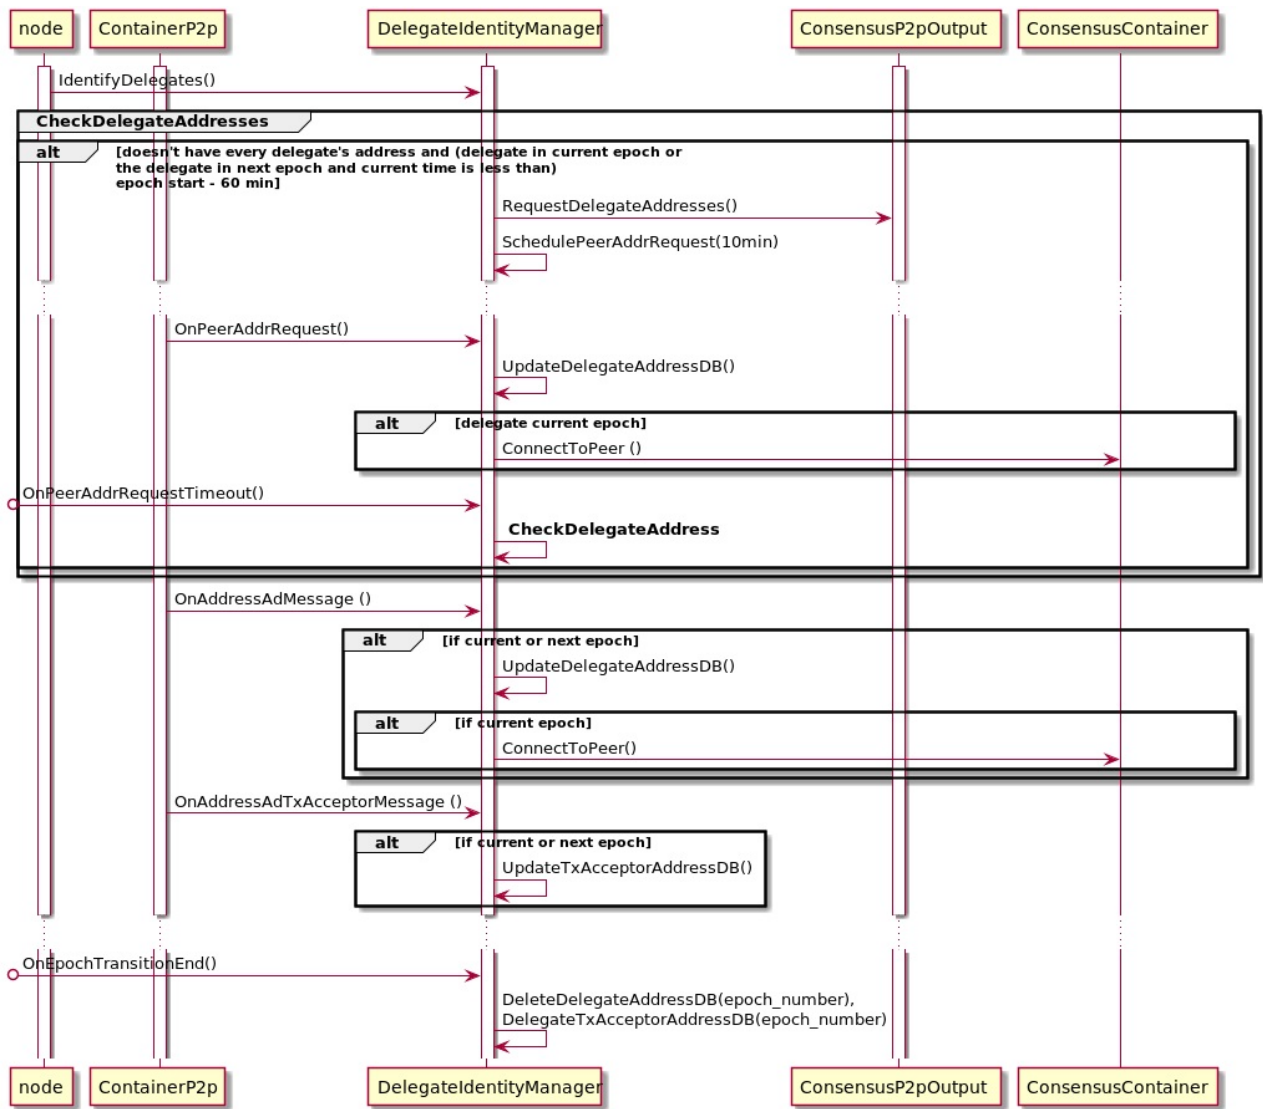 node
ContainerP2p
DelegateIdentityManager
ConsensusP2pOutput
ConsensusContainer
IdentifyDelegates()
CheckDelegateAddresses
alt
[doesn't have every delegate's address and (delegate in current epoch or
the delegate in next epoch and current time is less than)
epoch start - 60 min]
RequestDelegateAddresses()
SchedulePeerAddrRequest(10min)
OnPeerAddrRequest()
UpdateDelegateAddressDB()
alt
[delegate current epoch]
ConnectToPeer ()
OnPeerAddrRequestTimeout()
CheckDelegateAddress
OnAddressAdMessage ()
alt
[if current or next epoch]
UpdateDelegateAddressDB()
alt
[if current epoch]
ConnectToPeer()
OnAddressAdTxAcceptorMessage ()
alt
[if current or next epoch]
UpdateTxAcceptorAddressDB()
OnEpochTransitionEnd()
DeleteDelegateAddressDB(epoch_number),
DelegateTxAcceptorAddressDB(epoch_number)
node
ContainerP2p
DelegateIdentityManager
ConsensusP2pOutput
ConsensusContainer